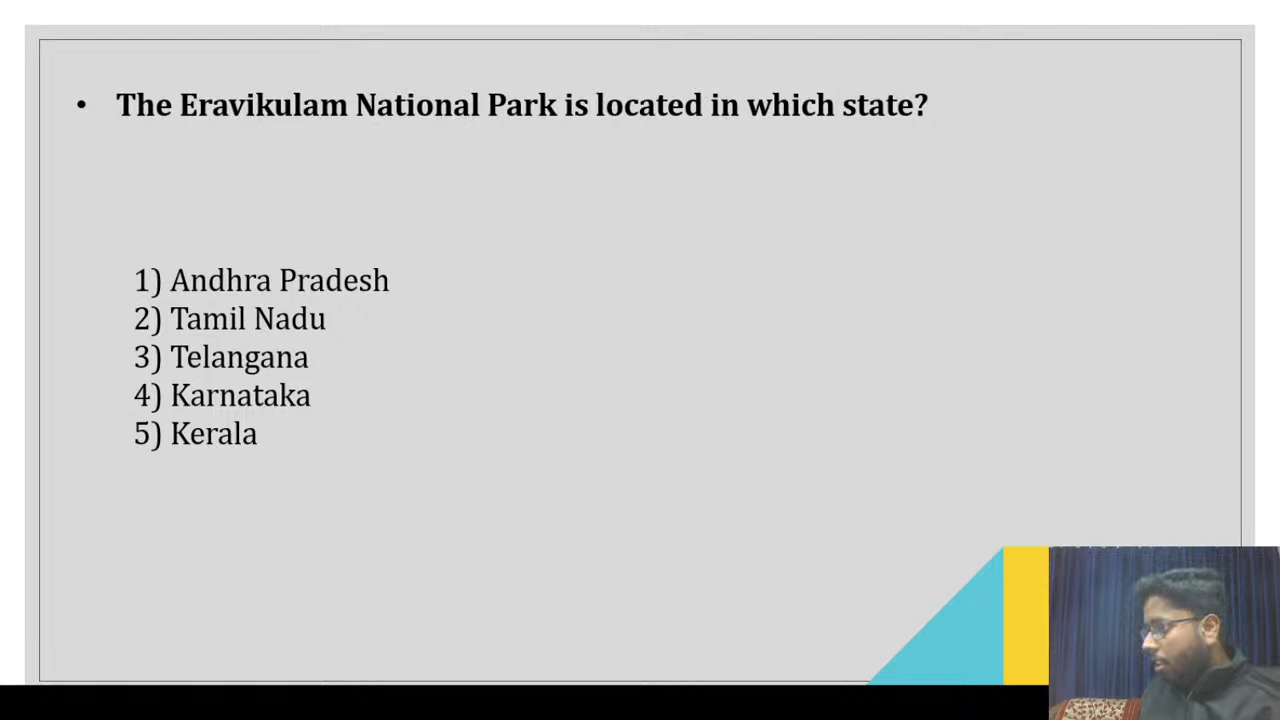 • The Eravikulam National Park is located in which state?
1) Andhra Pradesh
2) Tamil Nadu
3) Telangana
4) Karnataka
5) Kerala